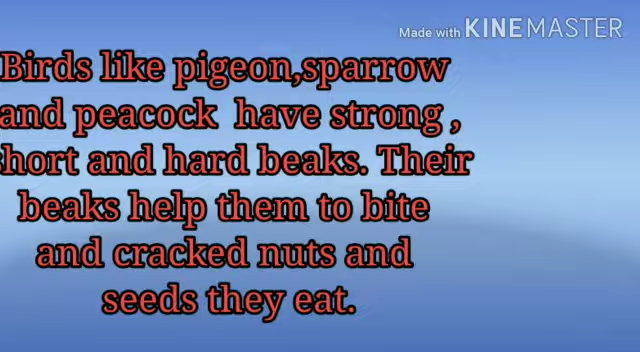 Made with KINEMASTER
Birds like pigeon,sparrow
and peacock have strong ,
hort and hard beaks. Their
beaks help them to bite
and cracked nuts and
seeds they eat.